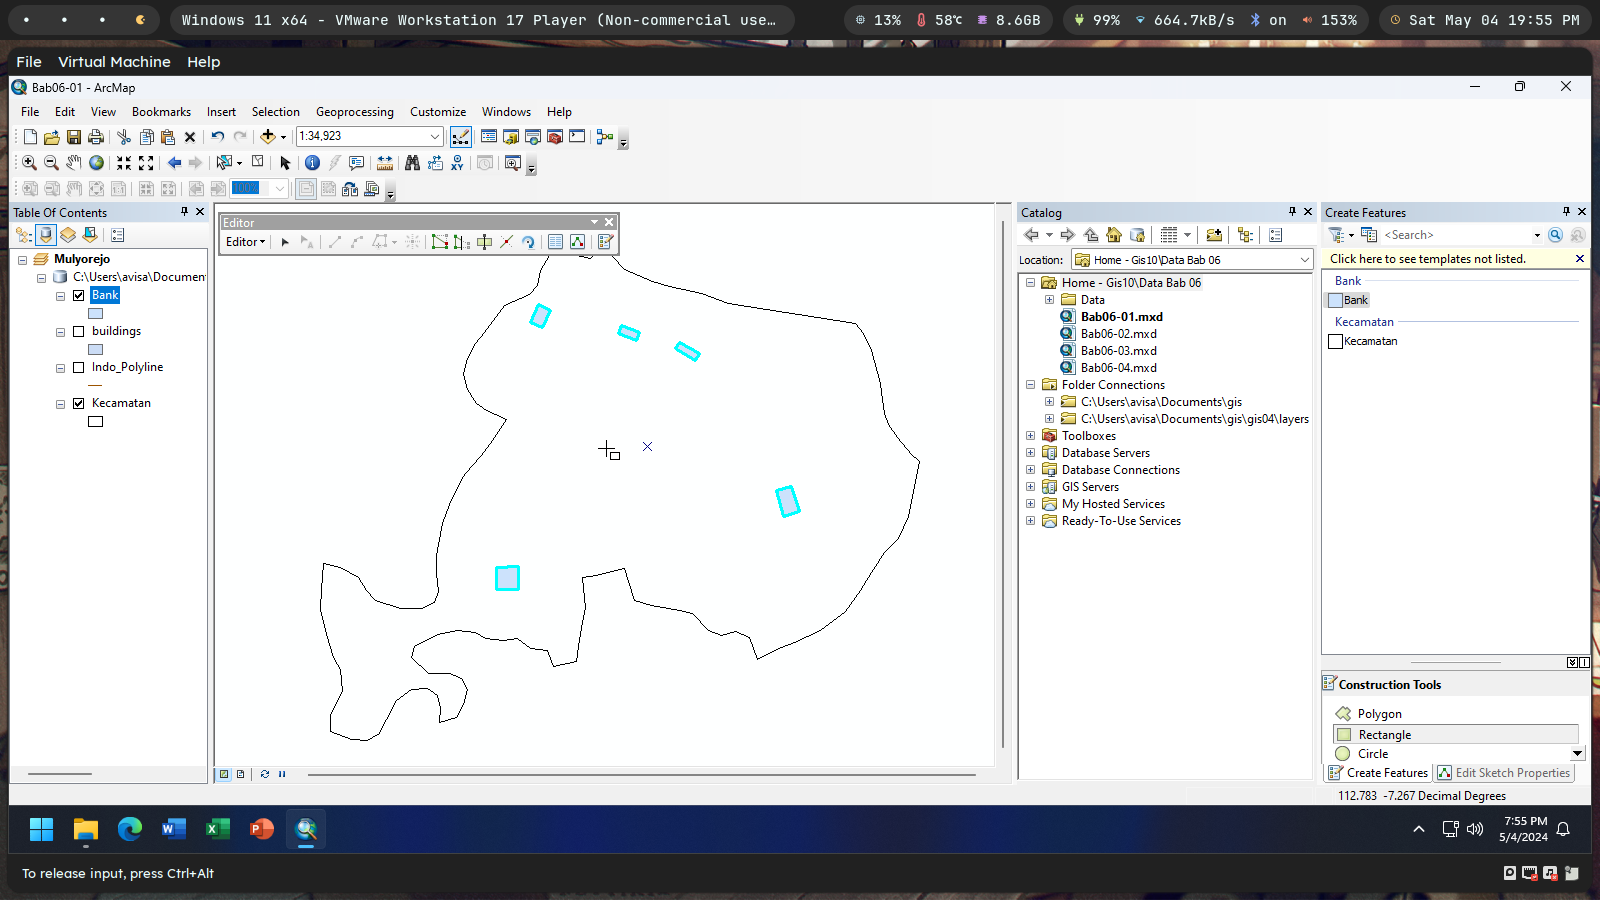 Windows 11 x64 - VMware Workstation 17 Player (Non-commercial use…
13%
58℃
8.6GB
99%
664.7kB/s
on
153%
Sat May 04 19:55 PM
File Virtual Machine Help
Bab06-01 - ArcMap
File Edit View Bookmarks Insert Selection Geoprocessing Customize Windows Help
1:34,923
100%
Table Of Contents
Mulyorejo
C:\Users\avisa\Documen
Bank
buildings
Indo_Polyline
Kecamatan
Editor
Editor
Catalog
Location: Home - Gis10\Data Bab 06
Home - Gis10\Data Bab 06
Data
Bab06-01.mxd
Bab06-02.mxd
Bab06-03.mxd
Bab06-04.mxd
Folder Connections
C:\Users\avisa\Documents\gis
C:\Users\avisa\Documents\gis\gis04\layers
Toolboxes
Database Servers
Database Connections
GIS Servers
My Hosted Services
Ready-To-Use Services
Create Features
<Search>
Click here to see templates not listed.
Bank
Bank
Kecamatan
Kecamatan
Construction Tools
Polygon
Rectangle
Circle
Create Features Edit Sketch Properties
112.783 -7.267 Decimal Degrees
7:55 PM
5/4/2024
To release input, press Ctrl+Alt